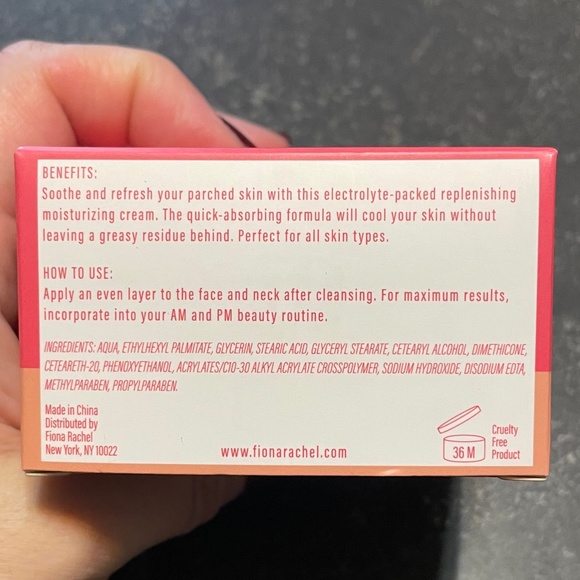 BENEFITS:
Soothe and refresh your parched skin with this electrolyte-packed replenishing
moisturizing cream. The quick-absorbing formula will cool your skin without
leaving a greasy residue behind. Perfect for all skin types.
HOW TO USE:
Apply an even layer to the face and neck after cleansing. For maximum results,
incorporate into your AM and PM beauty routine.
INGREDIENTS: AQUA, ETHYLHEXYL PALMITATE, GLYCERIN, STEARIC ACID, GLYCERYL STEARATE, CETEARYL ALCOHOL, DIMETHICONE,
CETEARETH-20, PHENOXYETHANOL, ACRYLATES/C10-30 ALKYL ACRYLATE CROSSPOLYMER, SODIUM HYDROXIDE, DISODIUM EDTA,
METHYLPARABEN, PROPYLPARABEN.
Made in China
Distributed by
Fiona Rachel
New York, NY 10022
www.fionarachel.com
36 M
Cruelty
Free
Product